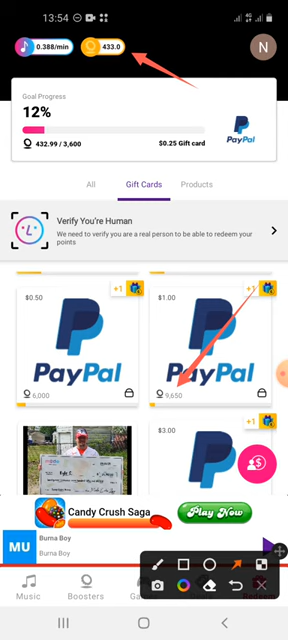 13:54
0.388/min
433.0
N
Goal Progress
12%
432.99 / 3,600
$0.25 Gift card
PayPal
All Gift Cards Products
Verify You're Human
We need to verify you are a real person to be able to redeem your
points
+1 +1
$0.50 $1.00
PayPal PayPal
6,000 9,650
+1
$3.00
Candy Crush Saga
Play Now
MU
Burna Boy
Burna Boy
Music Boosters